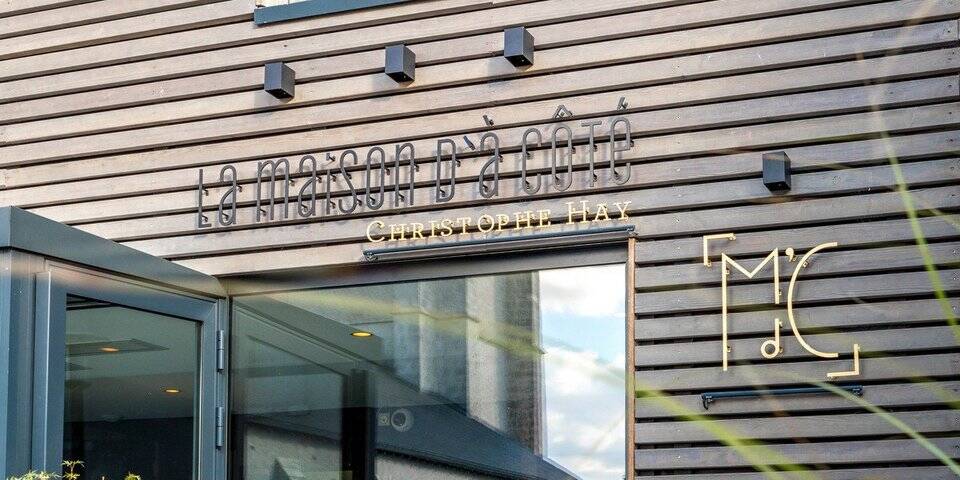 La maison D'à CÔTÉ
CHRISTOPHE HAY
M'C